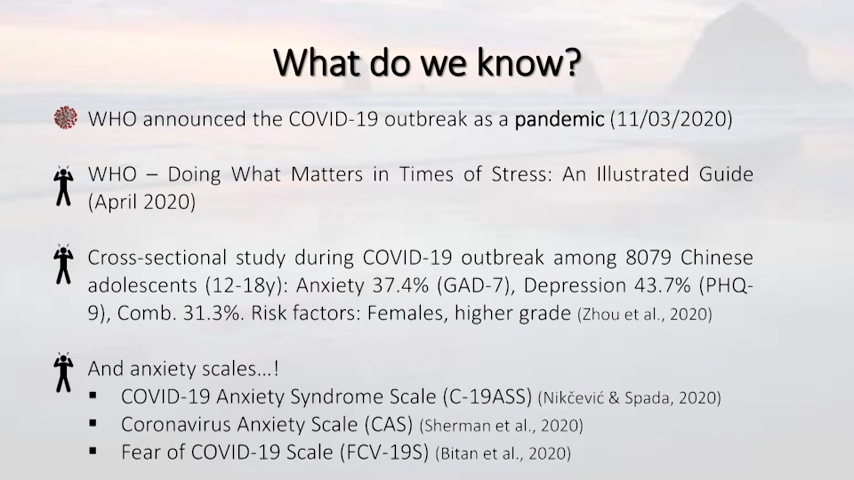 What do we know?
WHO announced the COVID-19 outbreak as a pandemic (11/03/2020)
WHO – Doing What Matters in Times of Stress: An Illustrated Guide
(April 2020)
Cross-sectional study during COVID-19 outbreak among 8079 Chinese
adolescents (12-18y): Anxiety 37.4% (GAD-7), Depression 43.7% (PHQ-
9), Comb. 31.3%. Risk factors: Females, higher grade (Zhou et al., 2020)
And anxiety scales…!
▪ COVID-19 Anxiety Syndrome Scale (C-19ASS) (Nikčević & Spada, 2020)
▪ Coronavirus Anxiety Scale (CAS) (Sherman et al., 2020)
▪ Fear of COVID-19 Scale (FCV-19S) (Bitan et al., 2020)